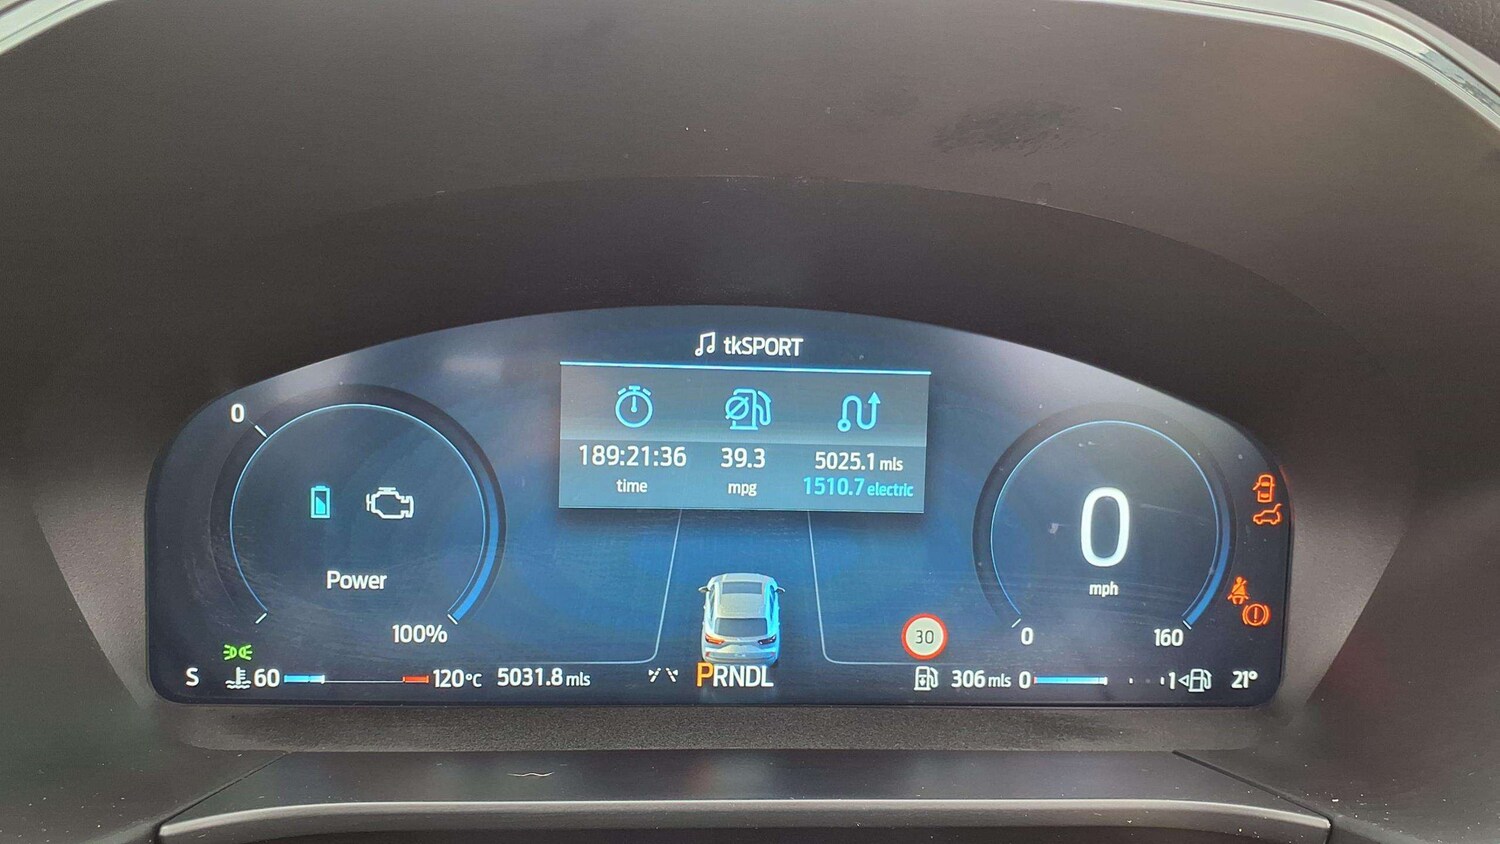 tkSPORT
0
189:21:36 39.3 5025.1 mls
time mpg 1510.7 electric
0
mph
Power
100% 30 0 160
S 60 120°C 5031.8 mls PRNDL 306 mls 0 1 21°